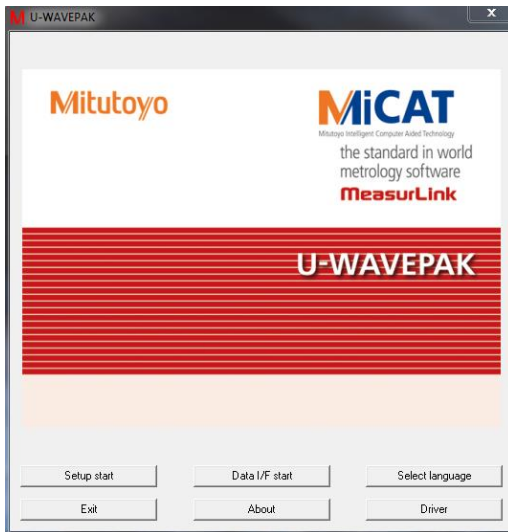 M U-WAVEPAK
x
Mitutoyo
MiCAT
Mitutoyo Intelligent Computer Aided Technology
the standard in world
metrology software
MeasurLink
U-WAVEPAK
Setup start
Data I/F start
Select language
Exit
About
Driver